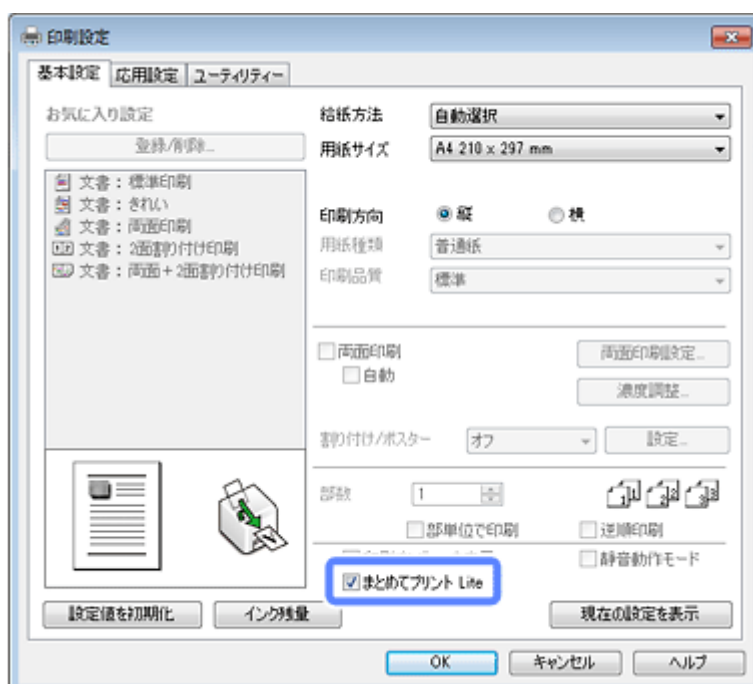 印刷設定
基本設定 応用設定 ユーティリティー
お気に入り設定
登録/削除...
文書：標準印刷
文書：きれい
文書：両面印刷
文書：2面割り付け印刷
文書：両面＋2面割り付け印刷
給紙方法 自動選択
用紙サイズ A4 210 x 297 mm
印刷方向 縦 横
用紙種類 普通紙
印刷品質 標準
両面印刷 両面印刷設定...
自動
濃度調整...
割り付け/ポスター オフ 設定...
部数 1
部単位で印刷 逆順印刷
静音動作モード
まとめてプリント Lite
設定値を初期化 インク残量 現在の設定を表示
OK キャンセル ヘルプ